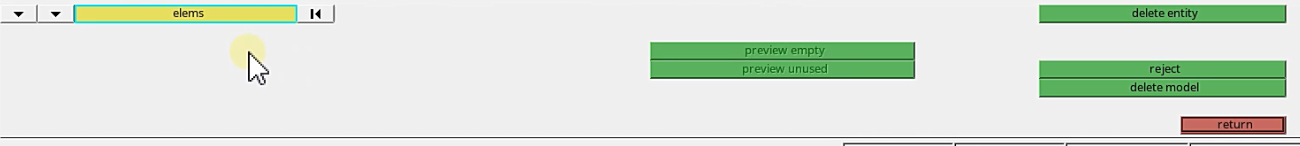 elems
delete entity
preview empty
preview unused
reject
delete model
return